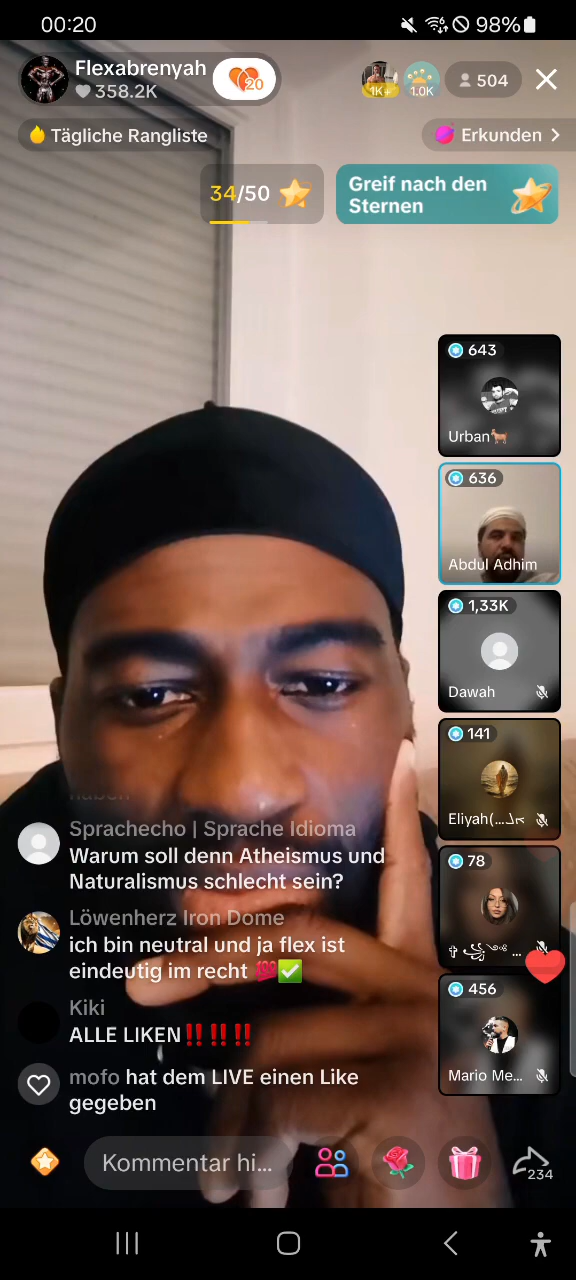 00:20
98%
Flexabrenyah
358.2K
20
1K+
1.0K
504
Tägliche Rangliste
Erkunden
34/50
Greif nach den
Sternen
643
Urban🐐
636
Abdul Adhim
1,33K
Dawah
141
Eliyah(...
78
456
Mario Me...
haben
Sprachecho | Sprache Idioma
Warum soll denn Atheismus und
Naturalismus schlecht sein?
Löwenherz Iron Dome
ich bin neutral und ja flex ist
eindeutig im recht 💯✅
Kiki
ALLE LIKEN‼️‼️‼️
mofo hat dem LIVE einen Like
gegeben
Kommentar hi...
234